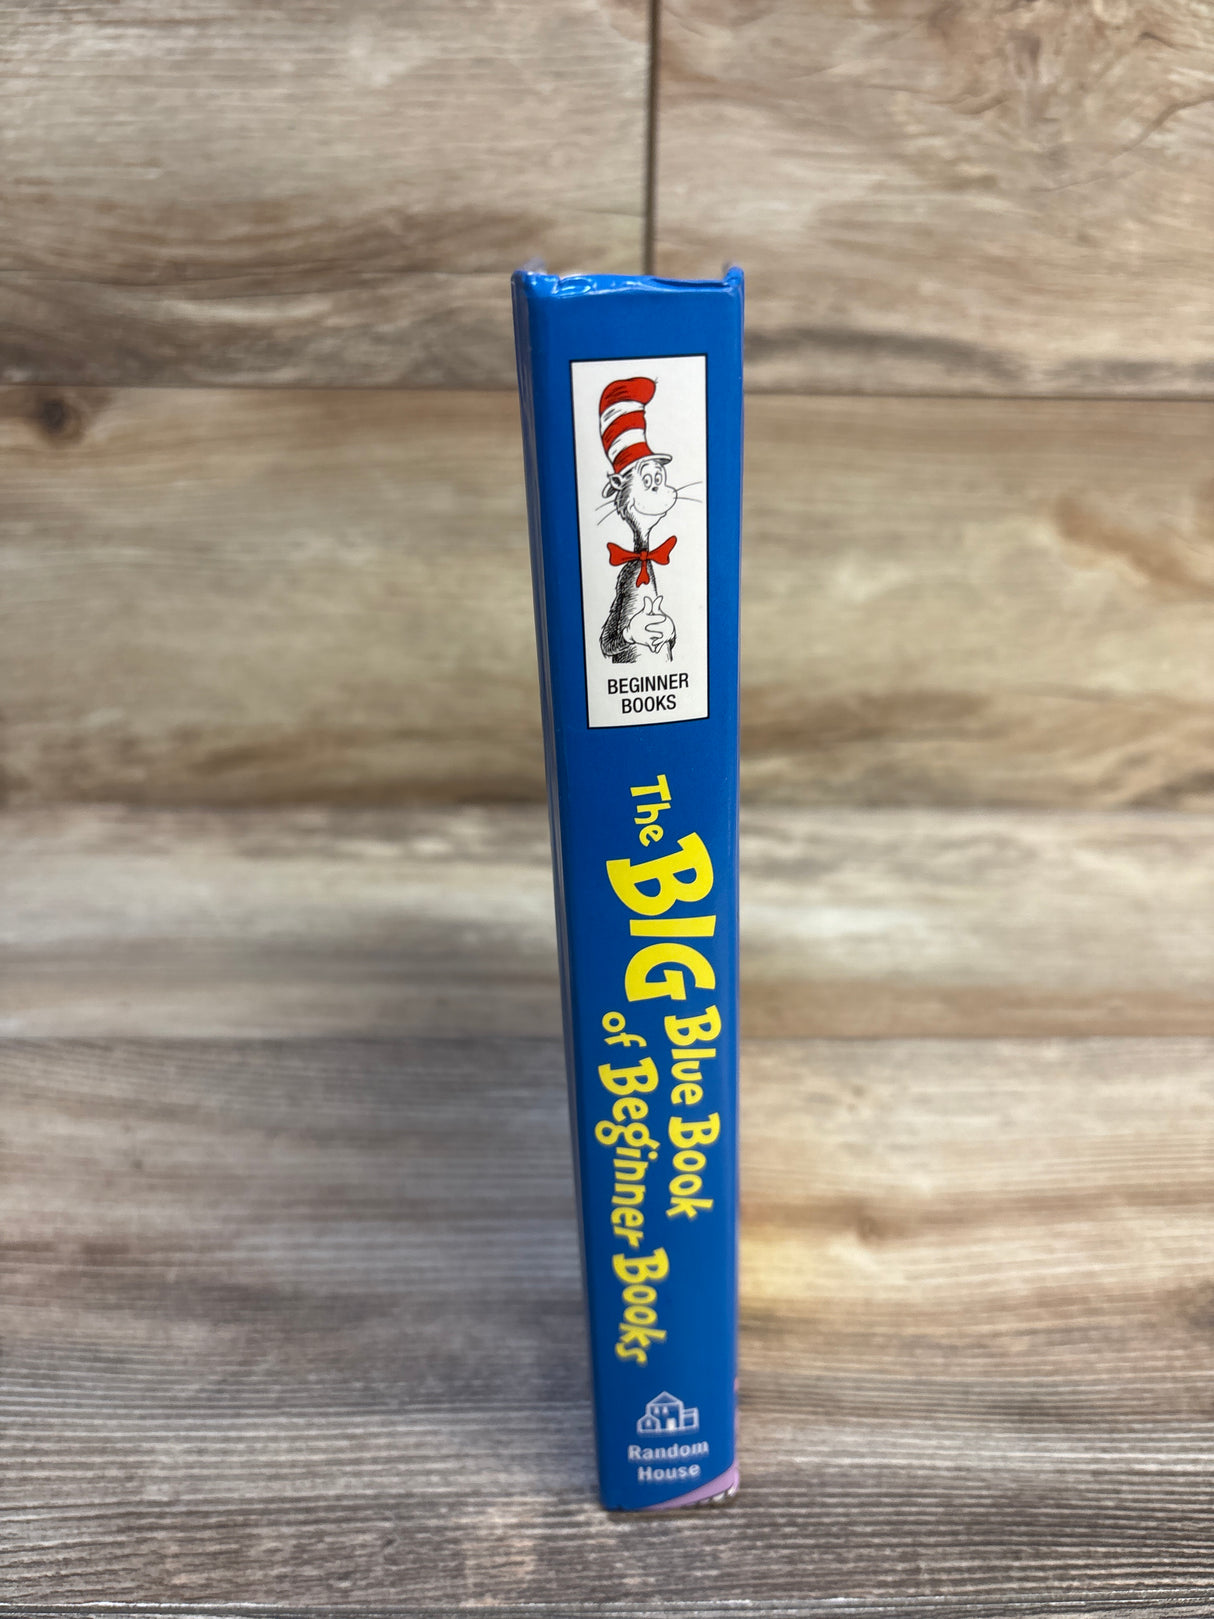 BEGINNER
BOOKS
The BIG Blue Book
of Beginner Books
Random
House